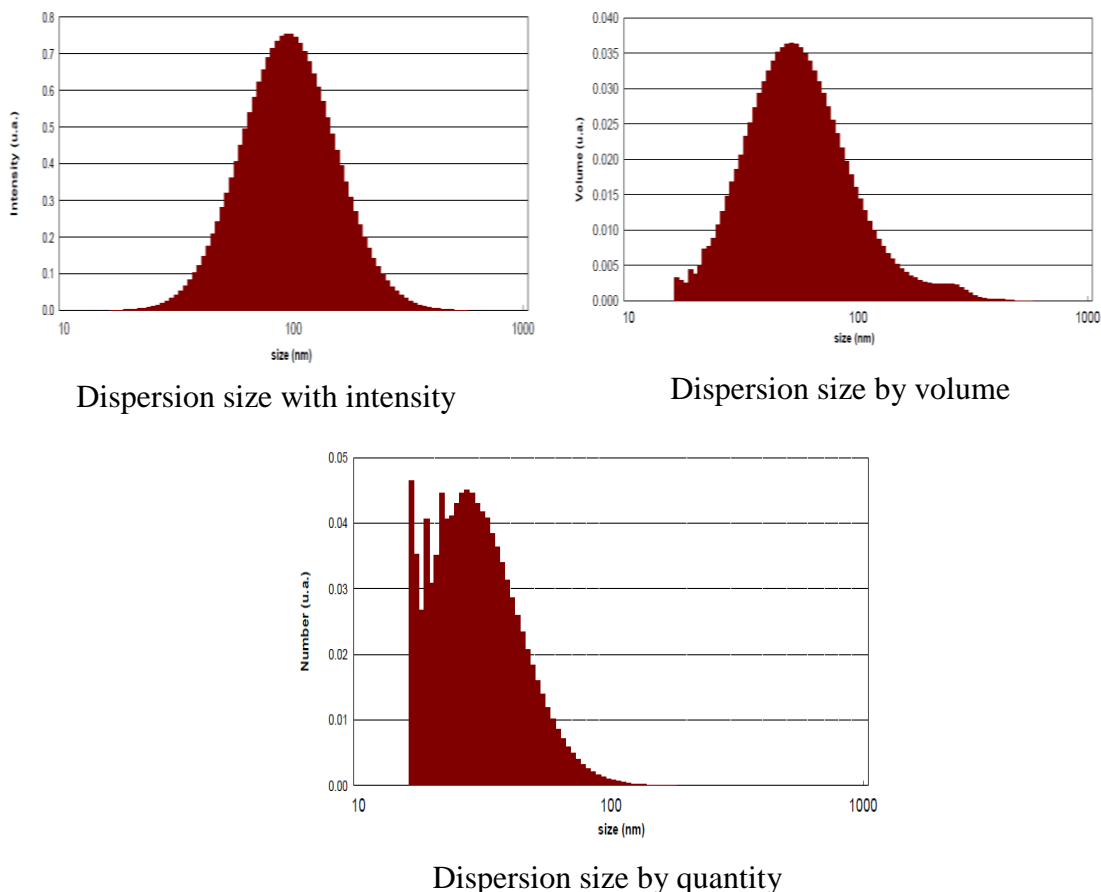 0.8
0.7
0.6
0.5
0.4
0.3
0.2
0.1
0.0
Intensity (u.a.)
10 100 1000
size (nm)
Dispersion size with intensity
0.040
0.035
0.030
0.025
0.020
0.015
0.010
0.005
0.000
Volume (u.a.)
10 100 1000
size (nm)
Dispersion size by volume
0.05
0.04
0.03
0.02
0.01
0.00
Number (u.a.)
10 100 1000
size (nm)
Dispersion size by quantity